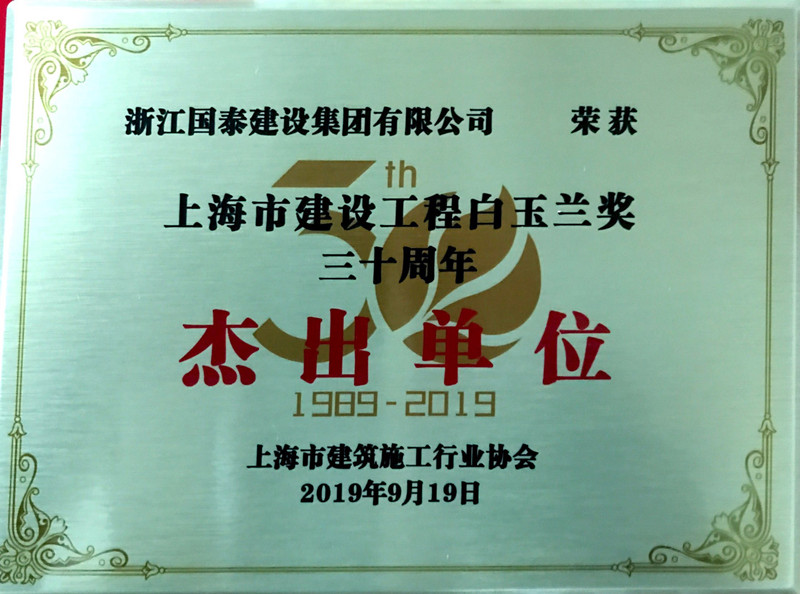 浙江国泰建设集团有限公司 荣获
30th
上海市建设工程白玉兰奖
三十周年
杰出单位
1989-2019
上海市建筑施工行业协会
2019年9月19日